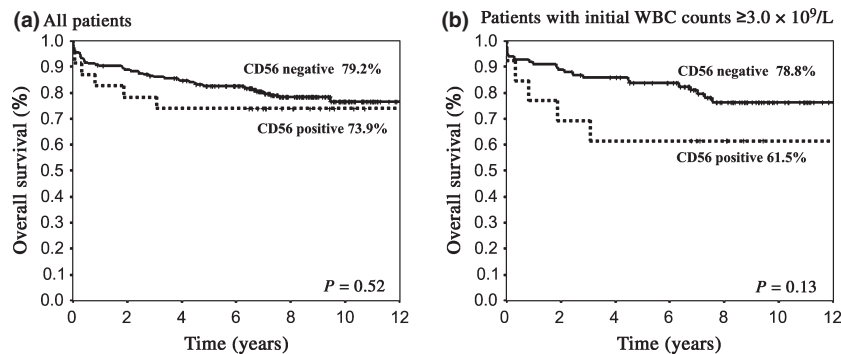 (a) All patients
1.0
0.9
0.8
0.7
0.6
0.5
0.4
0.3
0.2
0.1
0.0
Overall survival (%)
CD56 negative 79.2%
CD56 positive 73.9%
P = 0.52
0 2 4 6 8 10 12
Time (years)
(b) Patients with initial WBC counts ≥3.0 × 10⁹/L
1.0
0.9
0.8
0.7
0.6
0.5
0.4
0.3
0.2
0.1
0.0
Overall survival (%)
CD56 negative 78.8%
CD56 positive 61.5%
P = 0.13
0 2 4 6 8 10 12
Time (years)